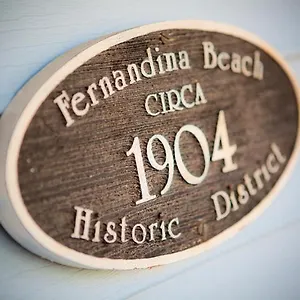 Fernandina Beach
CIRCA
1904
Historic District